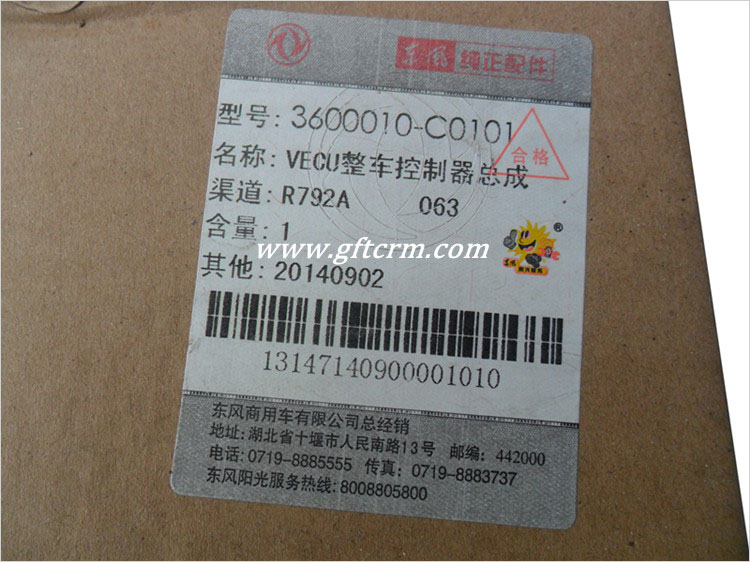 东风 纯正配件
型号: 3600010-C0101
合格
名称: VECU整车控制器总成
渠道: R792A 063
含量: 1
®
www.gftcrm.com
其他: 20140902
13147140900001010
东风商用车有限公司总经销
地址: 湖北省十堰市人民南路13号 邮编: 442000
电话: 0719-8885555 传真: 0719-8883737
东风阳光服务热线: 8008805800